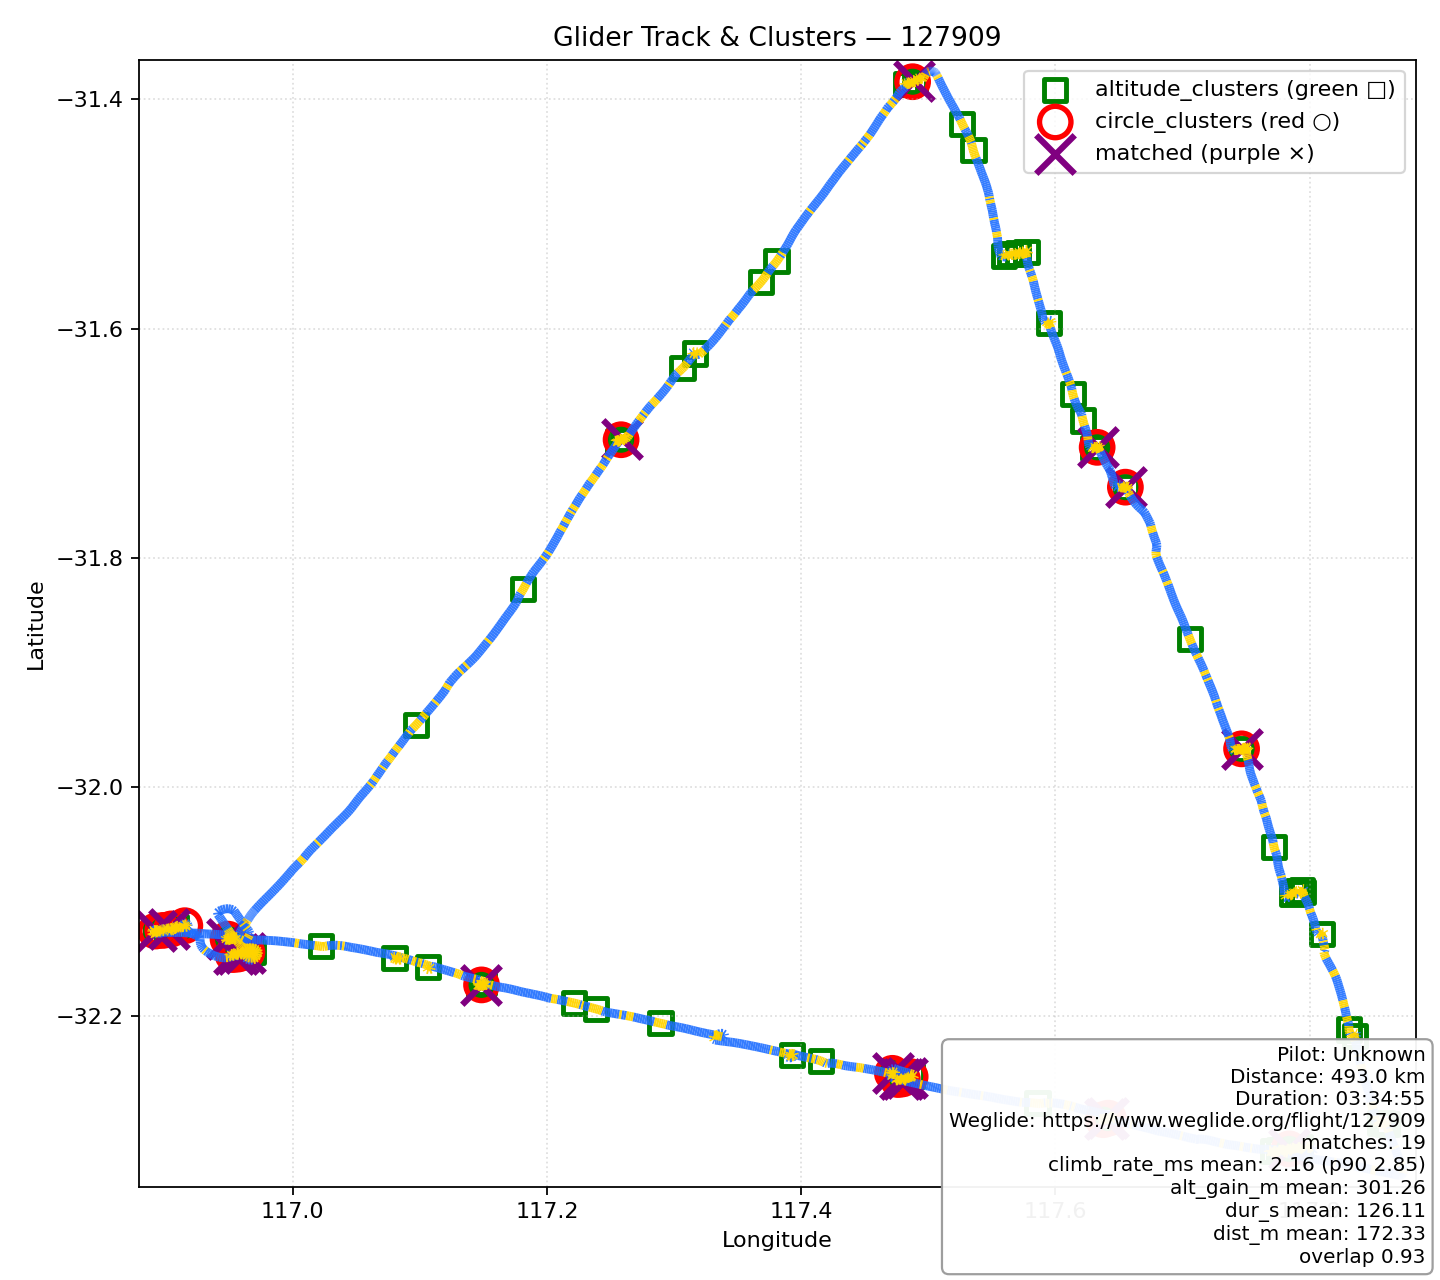 Glider Track & Clusters — 127909
altitude_clusters (green □)
circle_clusters (red ○)
matched (purple ×)
−31.4
−31.6
−31.8
−32.0
−32.2
Latitude
117.0
117.2
117.4
117.6
Longitude
Pilot: Unknown
Distance: 493.0 km
Duration: 03:34:55
Weglide: https://www.weglide.org/flight/127909
matches: 19
climb_rate_ms mean: 2.16 (p90 2.85)
alt_gain_m mean: 301.26
dur_s mean: 126.11
dist_m mean: 172.33
overlap 0.93